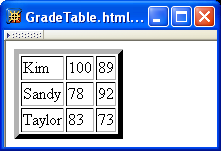 GradeTable.html...
Kim 100 89
Sandy 78 92
Taylor 83 73